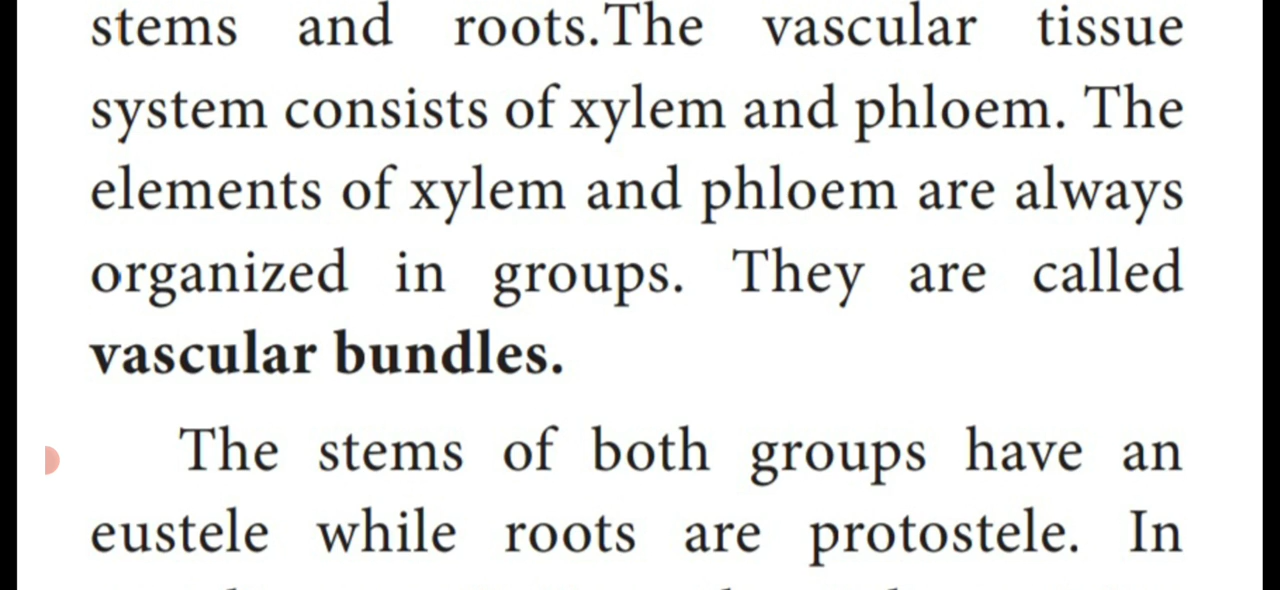 stems and roots.The vascular tissue
system consists of xylem and phloem. The
elements of xylem and phloem are always
organized in groups. They are called
vascular bundles.
The stems of both groups have an
eustele while roots are protostele. In